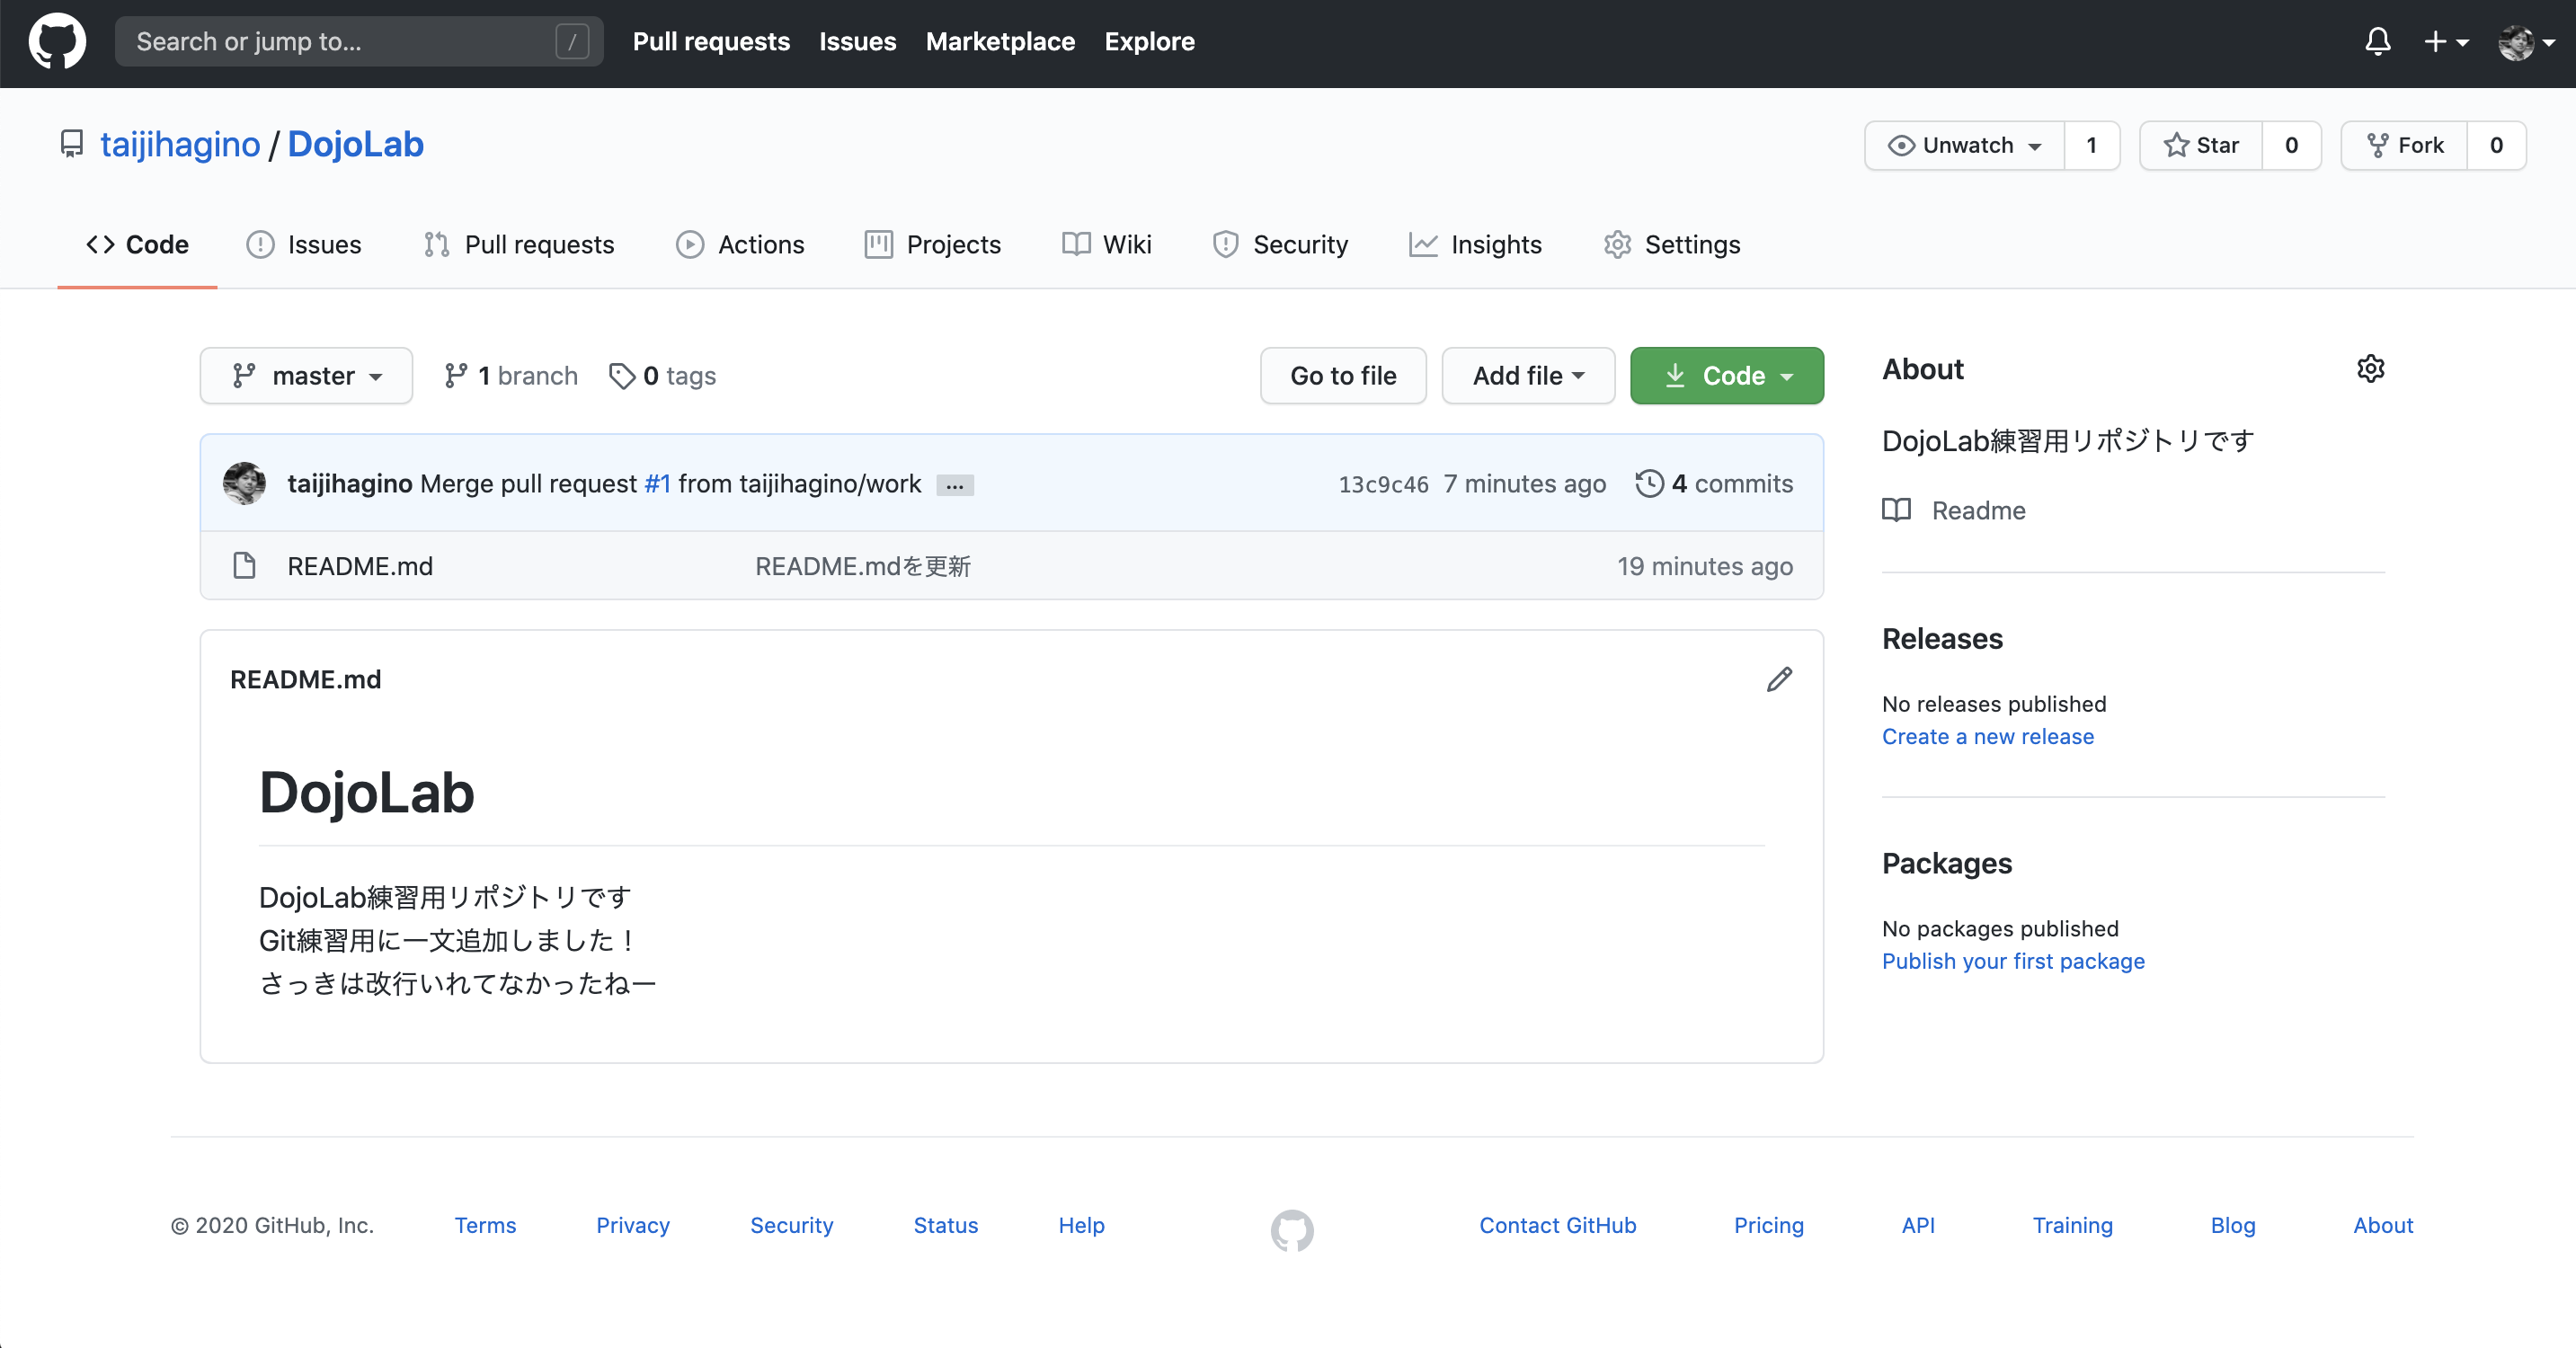 Search or jump to... /
Pull requests Issues Marketplace Explore
taijihagino / DojoLab
Unwatch 1 Star 0 Fork 0
Code Issues Pull requests Actions Projects Wiki Security Insights Settings
master 1 branch 0 tags Go to file Add file Code
taijihagino Merge pull request #1 from taijihagino/work ... 13c9c46 7 minutes ago 4 commits
README.md README.mdを更新 19 minutes ago
README.md
DojoLab
DojoLab練習用リポジトリです
Git練習用に一文追加しました！
さっきは改行いれてなかったねー
About
DojoLab練習用リポジトリです
Readme
Releases
No releases published
Create a new release
Packages
No packages published
Publish your first package
© 2020 GitHub, Inc. Terms Privacy Security Status Help Contact GitHub Pricing API Training Blog About